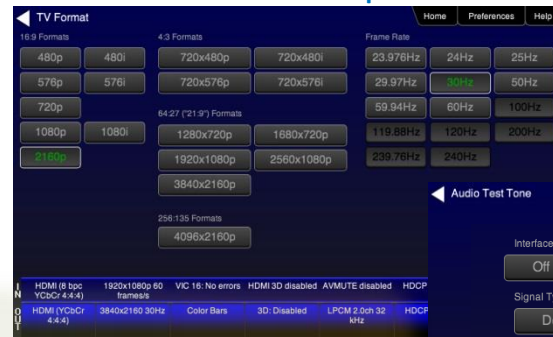 TV Format
Home Preferences Help
16:9 Formats 4:3 Formats Frame Rate
480p 480i 720x480p 720x480i 23.976Hz 24Hz 25Hz
576p 576i 720x576p 720x576i 29.97Hz 30Hz 50Hz
720p 64:27 ("21:9") Formats 59.94Hz 60Hz 100Hz
1080p 1080i 1280x720p 1680x720p 119.88Hz 120Hz 200Hz
2160p 1920x1080p 2560x1080p 239.76Hz 240Hz
3840x2160p
256:135 Formats
4096x2160p
Audio Test Tone
Interface
Off
Signal
IN HDMI (8 bpc YCbCr 4:4:4) 1920x1080p 60 frames/s VIC 16: No errors HDMI 3D disabled AVMUTE disabled HDCP
OUT HDMI (YCbCr 4:4:4) 3840x2160 30Hz Color Bars 3D: Disabled LPCM 2.0ch 32 kHz HDCP